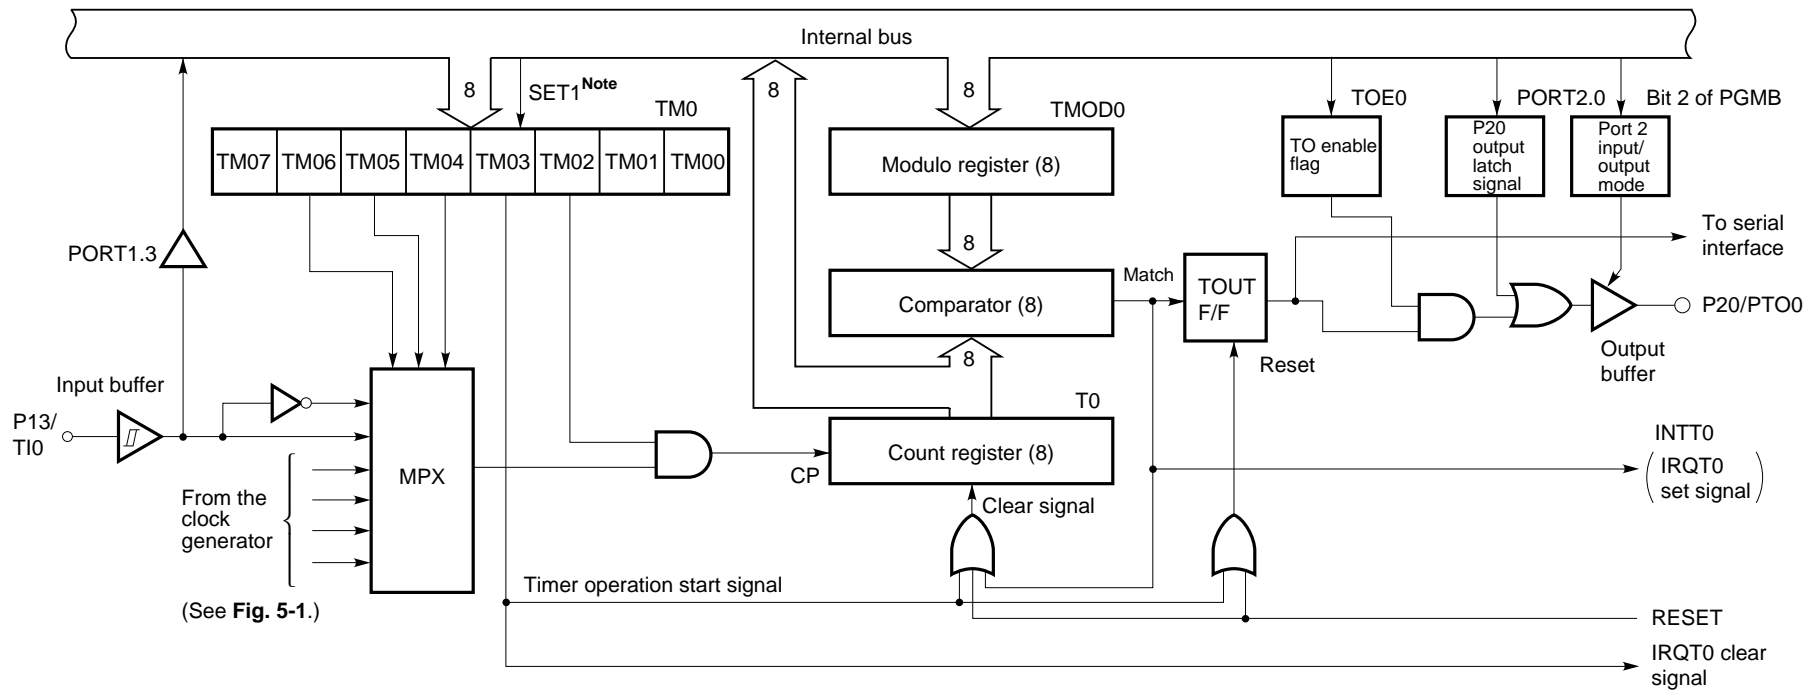 Internal bus
8
SET1Note
TM0
8
8
TMOD0
TOE0
PORT2.0
Bit 2 of PGMB
TM07
TM06
TM05
TM04
TM03
TM02
TM01
TM00
Modulo register (8)
TO enable
flag
P20
output
latch
signal
Port 2
input/
output
mode
PORT1.3
8
To serial
interface
Comparator (8)
Match
TOUT
F/F
P20/PTO0
Output
buffer
8
Reset
Input buffer
P13/
TI0
MPX
T0
Count register (8)
CP
Clear signal
INTT0
IRQT0
set signal
From the
clock
generator
(See Fig. 5-1.)
Timer operation start signal
RESET
IRQT0 clear
signal